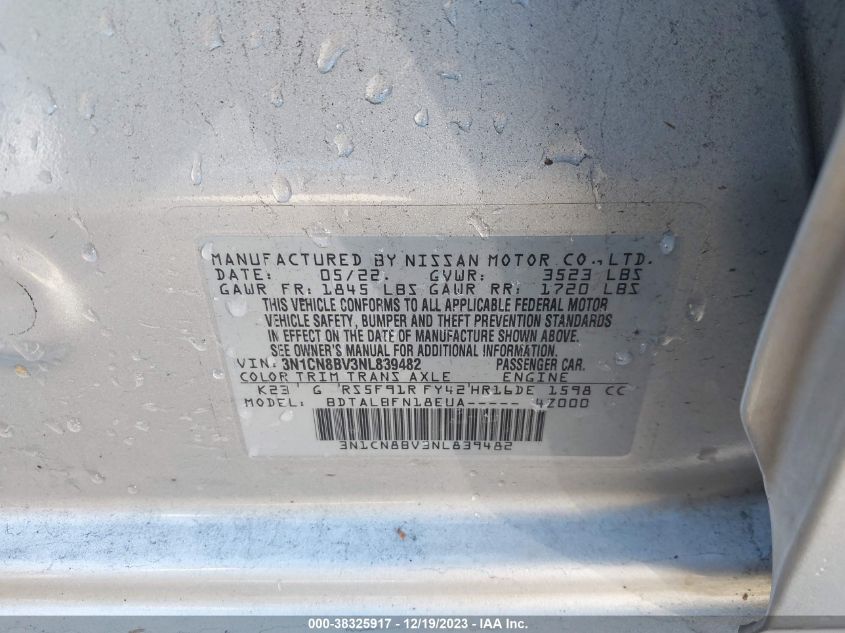 MANUFACTURED BY NISSAN MOTOR CO., LTD.
DATE: 05/22. GVWR: 3523 LBS
GAWR FR: 1845 LBS GAWR RR: 1720 LBS
THIS VEHICLE CONFORMS TO ALL APPLICABLE FEDERAL MOTOR
VEHICLE SAFETY, BUMPER AND THEFT PREVENTION STANDARDS
IN EFFECT ON THE DATE OF MANUFACTURE SHOWN ABOVE.
SEE OWNER'S MANUAL FOR ADDITIONAL INFORMATION.
VIN: 3N1CN8BV3NL839482 PASSENGER CAR.
COLOR TRIM TRANS AXLE ENGINE
K23 G RS5F91R FY42 HR16DE 1598 CC
MODEL: BDTALBFN18EUA----- 4Z000
3N1CN8BV3NL839482
000-38325917 - 12/19/2023 - IAA Inc.